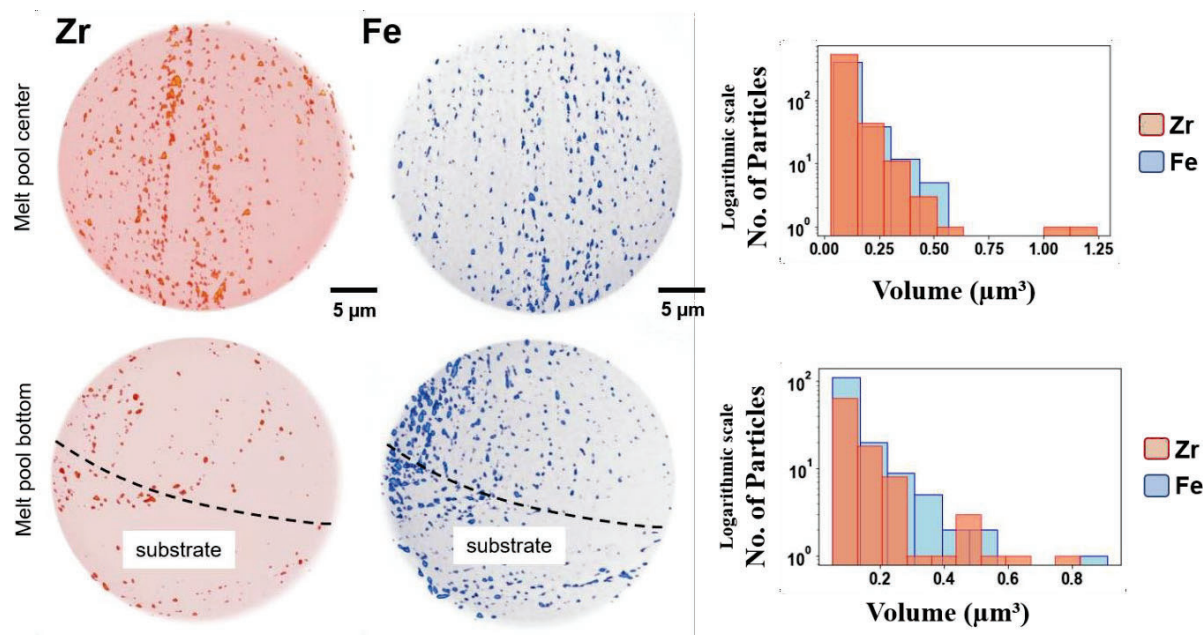 Zr
Fe
Melt pool center
5 µm
5 µm
Logarithmic scale
No. of Particles
10²
10¹
10⁰
0.00 0.25 0.50 0.75 1.00 1.25
Volume (µm³)
Zr
Fe
Melt pool bottom
substrate
substrate
Logarithmic scale
No. of Particles
10²
10¹
10⁰
0.2 0.4 0.6 0.8
Volume (µm³)
Zr
Fe